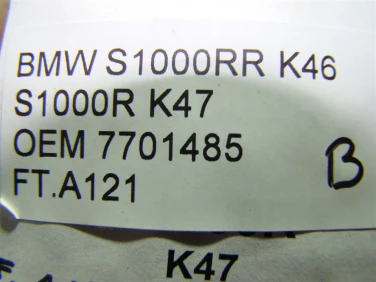 BMW S1000RR K46
S1000R K47
OEM 7701485
FT.A121
B
K47